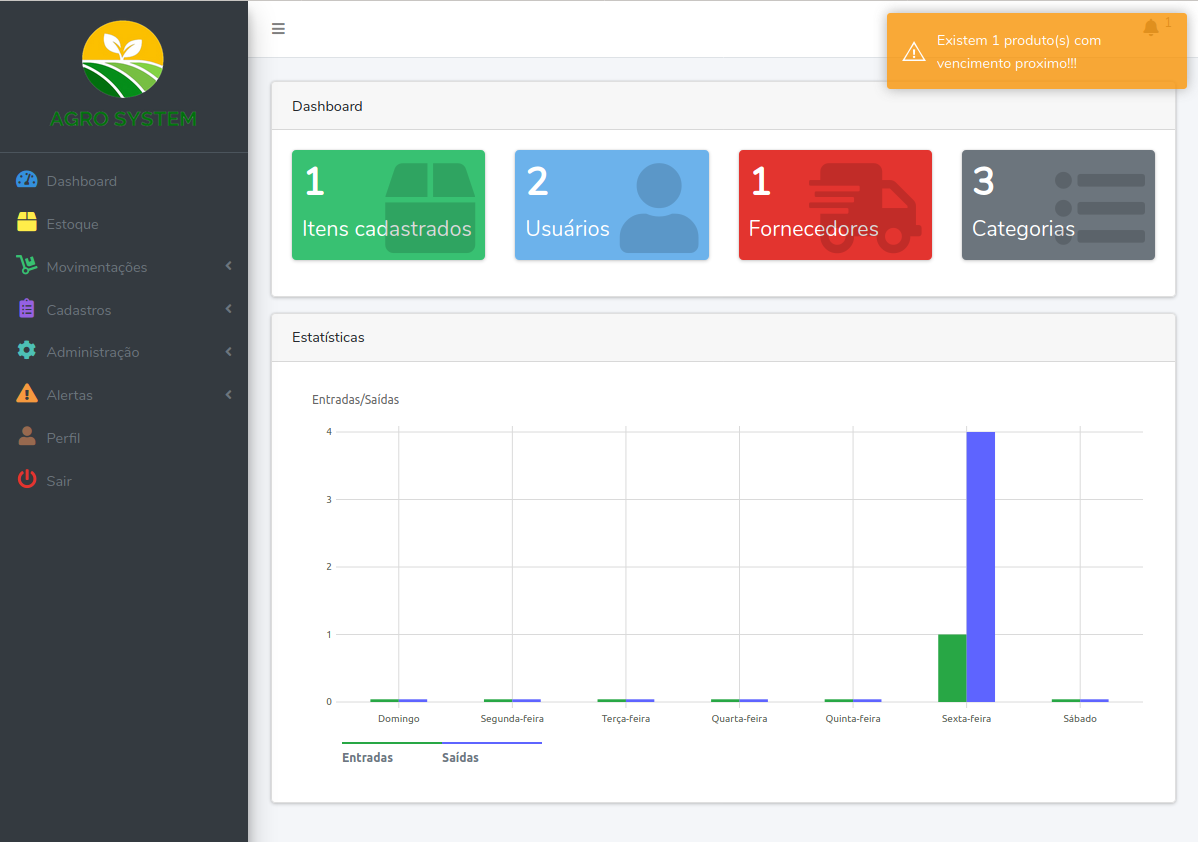 AGRO SYSTEM
Dashboard
Estoque
Movimentações
Cadastros
Administração
Alertas
Perfil
Sair
1
Existem 1 produto(s) com
vencimento proximo!!!
Dashboard
1
Itens cadastrados
2
Usuários
1
Fornecedores
3
Categorias
Estatísticas
Entradas/Saídas
4
3
2
1
0
Domingo Segunda-feira Terça-feira Quarta-feira Quinta-feira Sexta-feira Sábado
Entradas Saídas